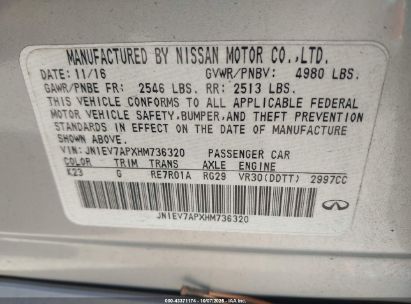 MANUFACTURED BY NISSAN MOTOR CO.,LTD.
DATE: 11/16 GVWR/PNBV: 4980 LBS.
GAWR/PNBE FR: 2546 LBS. RR: 2513 LBS.
THIS VEHICLE CONFORMS TO ALL APPLICABLE FEDERAL
MOTOR VEHICLE SAFETY, BUMPER, AND THEFT PREVENTION
STANDARDS IN EFFECT ON THE DATE OF MANUFACTURE
SHOWN ABOVE.
VIN: JN1EV7APXHM736320 PASSENGER CAR
COLOR TRIM TRANS AXLE ENGINE
K23 G RE7R01A RG29 VR30(DDTT) 2997CC
JN1EV7APXHM736320